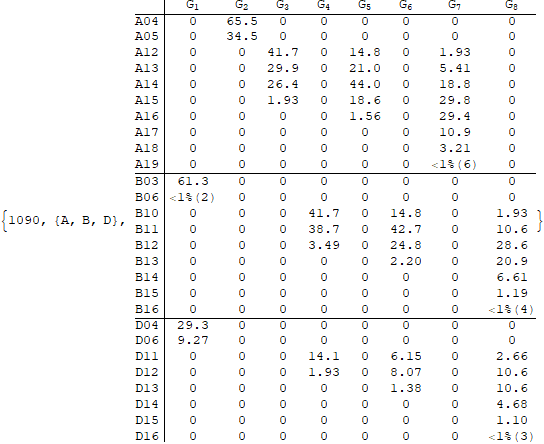 G1 G2 G3 G4 G5 G6 G7 G8
A04 0 65.5 0 0 0 0 0 0
A05 0 34.5 0 0 0 0 0 0
A12 0 0 41.7 0 14.8 0 1.93 0
A13 0 0 29.9 0 21.0 0 5.41 0
A14 0 0 26.4 0 44.0 0 18.8 0
A15 0 0 1.93 0 18.6 0 29.8 0
A16 0 0 0 0 1.56 0 29.4 0
A17 0 0 0 0 0 0 10.9 0
A18 0 0 0 0 0 0 3.21 0
A19 0 0 0 0 0 0 <1%(6) 0
B03 61.3 0 0 0 0 0 0 0
B06 <1%(2) 0 0 0 0 0 0 0
{1090, {A, B, D}, B10 0 0 0 41.7 0 14.8 0 1.93 }
B11 0 0 0 38.7 0 42.7 0 10.6
B12 0 0 0 3.49 0 24.8 0 28.6
B13 0 0 0 0 0 2.20 0 20.9
B14 0 0 0 0 0 0 0 6.61
B15 0 0 0 0 0 0 0 1.19
B16 0 0 0 0 0 0 0 <1%(4)
D04 29.3 0 0 0 0 0 0 0
D06 9.27 0 0 0 0 0 0 0
D11 0 0 0 14.1 0 6.15 0 2.66
D12 0 0 0 1.93 0 8.07 0 10.6
D13 0 0 0 0 0 1.38 0 10.6
D14 0 0 0 0 0 0 0 4.68
D15 0 0 0 0 0 0 0 1.10
D16 0 0 0 0 0 0 0 <1%(3)